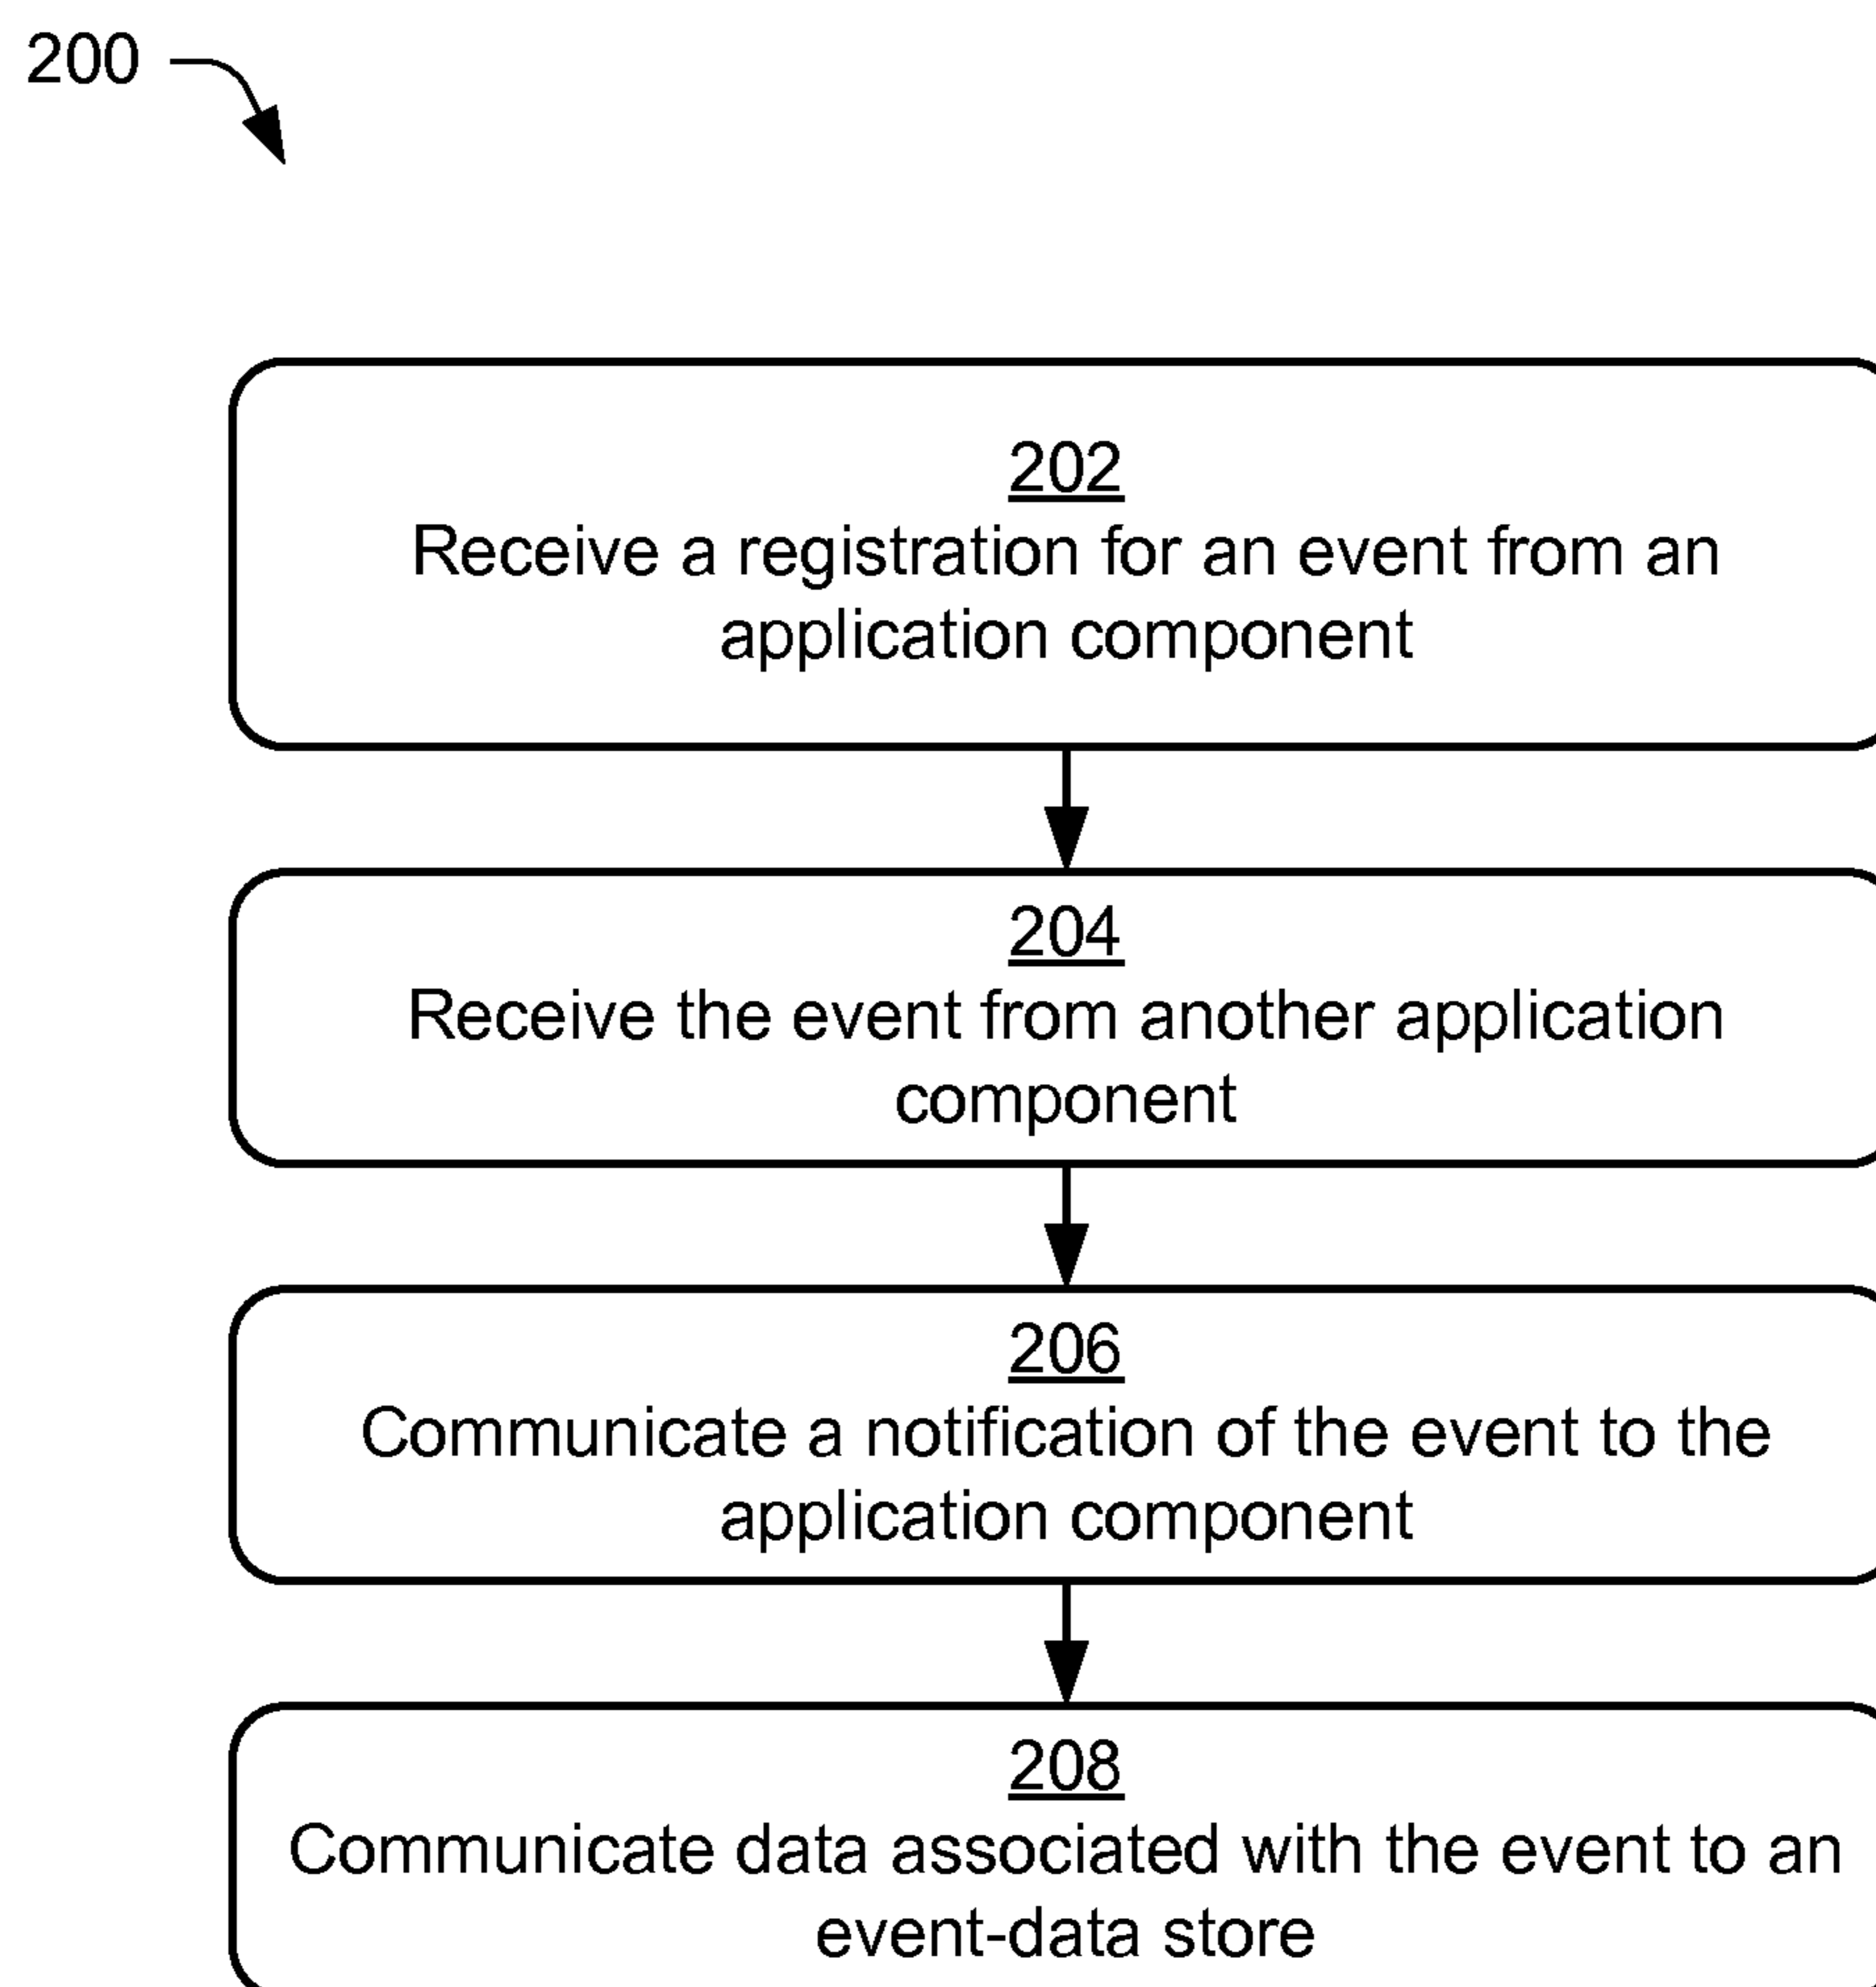 200
202
Receive a registration for an event from an
application component
204
Receive the event from another application
component
206
Communicate a notification of the event to the
application component
208
Communicate data associated with the event to an
event-data store